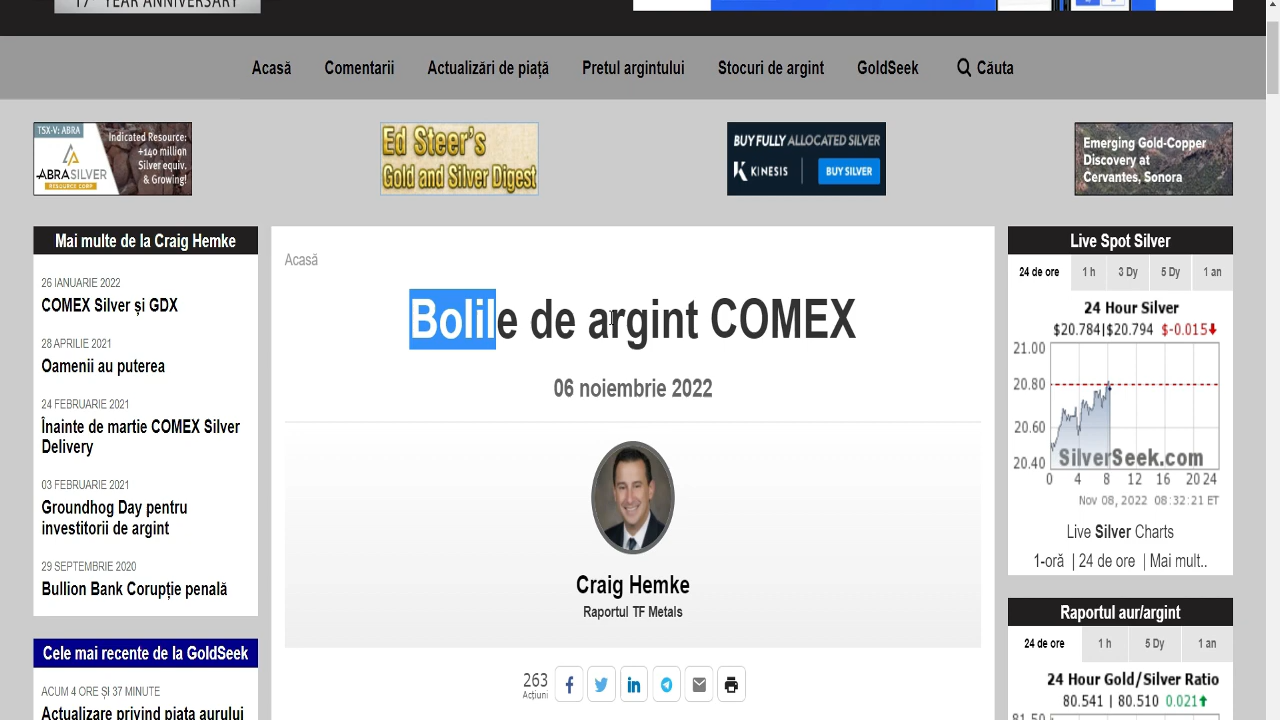 17TH YEAR ANNIVERSARY
Acasă
Comentarii
Actualizări de piață
Pretul argintului
Stocuri de argint
GoldSeek
Căuta
TSX-V: ABRA
ABRASILVER
RESOURCE CORP
Indicated Resource:
+140 million
Silver equiv.
& Growing!
Ed Steer's
Gold and Silver Digest
BUY FULLY ALLOCATED SILVER
KINESIS
BUY SILVER
Emerging Gold-Copper
Discovery at
Cervantes, Sonora
Mai multe de la Craig Hemke
26 IANUARIE 2022
COMEX Silver și GDX
28 APRILIE 2021
Oamenii au puterea
24 FEBRUARIE 2021
Înainte de martie COMEX Silver
Delivery
03 FEBRUARIE 2021
Groundhog Day pentru
investitorii de argint
29 SEPTEMBRIE 2020
Bullion Bank Corupție penală
Cele mai recente de la GoldSeek
ACUM 4 ORE ȘI 37 MINUTE
Actualizare privind piața aurului
Acasă
Bolile de argint COMEX
06 noiembrie 2022
Craig Hemke
Raportul TF Metals
263
Acțiuni
Live Spot Silver
24 de ore
1 h
3 Dy
5 Dy
1 an
24 Hour Silver
$20.784|$20.794 $-0.015
21.00
20.80
20.60
20.40
SilverSeek.com
0 4 8 12 16 20 24
Nov 08, 2022 08:32:21 ET
Live Silver Charts
1-oră | 24 de ore | Mai mult..
Raportul aur/argint
24 de ore
1 h
5 Dy
1 an
24 Hour Gold/Silver Ratio
80.541 | 80.510 0.021
81.50